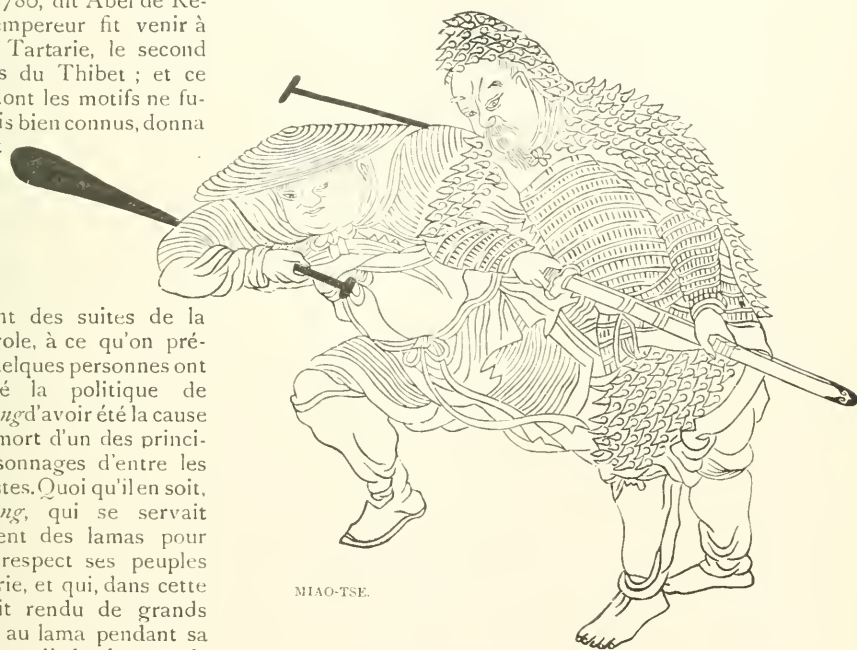 1780, dit Abel de Ré-
empereur fit venir à
Tartarie, le second
s du Thibet ; et ce
dont les motifs ne fu-
is bien connus, donna
nt des suites de la
role, à ce qu'on pré-
elques personnes ont
é la politique de
ng d'avoir été la cause
mort d'un des princi-
sonnages d'entre les
stes. Quoi qu'il en soit,
ng, qui se servait
ent des lamas pour
respect ses peuples
rie, et qui, dans cette
it rendu de grands
au lama pendant sa
MIAO-TSE.